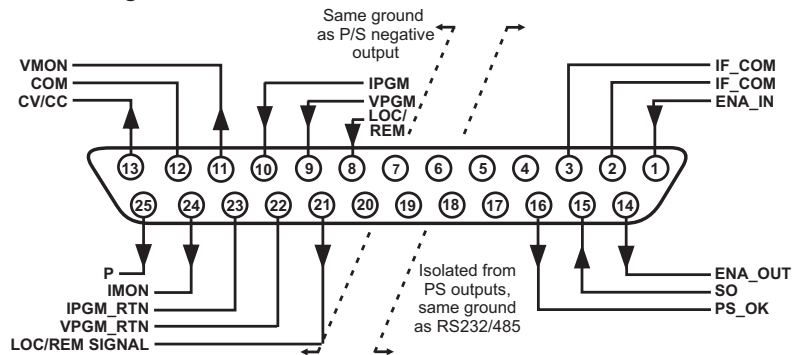 Same ground
as P/S negative
output
VMON
COM
CV/CC
IPGM
VPGM
LOC/
REM
IF_COM
IF_COM
ENA_IN
13 12 11 10 9 8 7 6 5 4 3 2 1
25 24 23 22 21 20 19 18 17 16 15 14
P
IMON
IPGM_RTN
VPGM_RTN
LOC/REM SIGNAL
Isolated from
PS outputs,
same ground
as RS232/485
ENA_OUT
SO
PS_OK